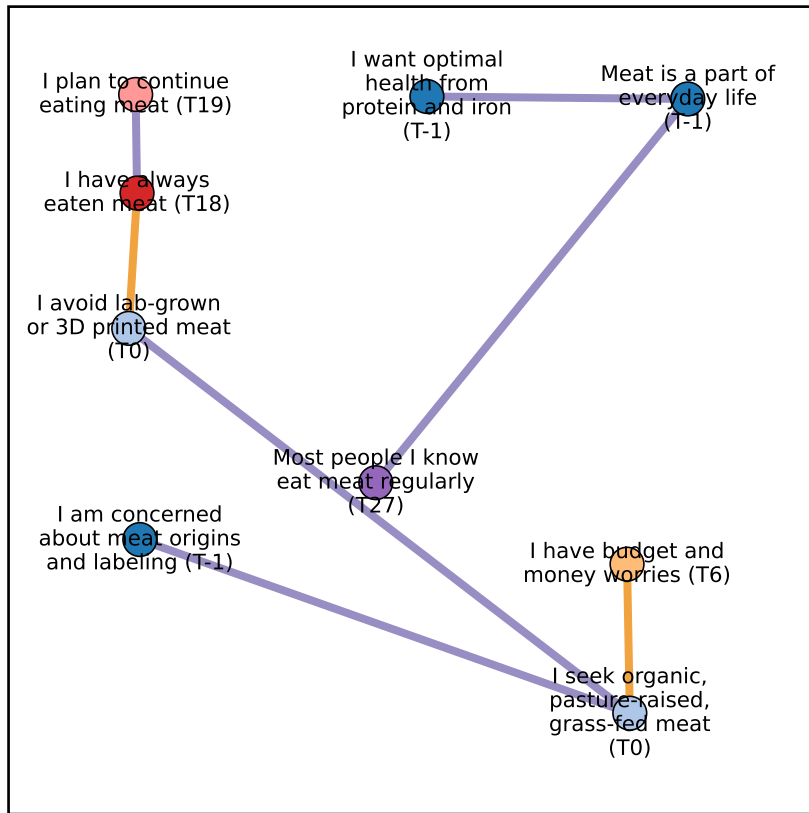 I plan to continue
eating meat (T19)
I want optimal
health from
protein and iron
(T-1)
Meat is a part of
everyday life
(T-1)
I have always
eaten meat (T18)
I avoid lab-grown
or 3D printed meat
(T0)
Most people I know
eat meat regularly
(T27)
I am concerned
about meat origins
and labeling (T-1)
I have budget and
money worries (T6)
I seek organic,
pasture-raised,
grass-fed meat
(T0)